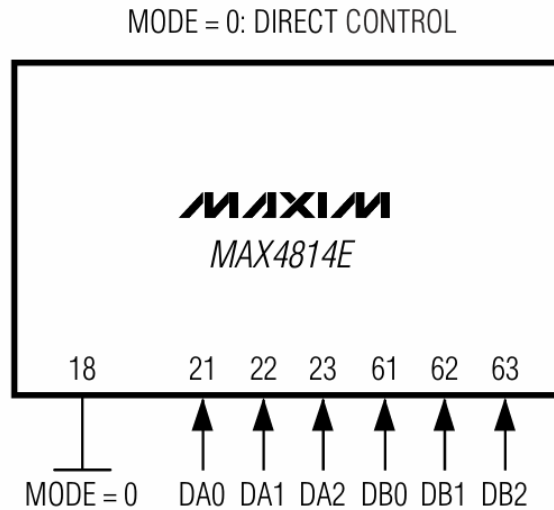 MODE = 0: DIRECT CONTROL
MAXIM
MAX4814E
18 21 22 23 61 62 63
MODE = 0 DA0 DA1 DA2 DB0 DB1 DB2